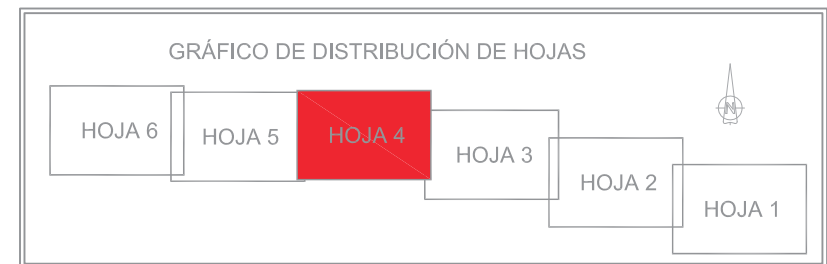 GRÁFICO DE DISTRIBUCIÓN DE HOJAS
N
HOJA 6
HOJA 5
HOJA 4
HOJA 3
HOJA 2
HOJA 1